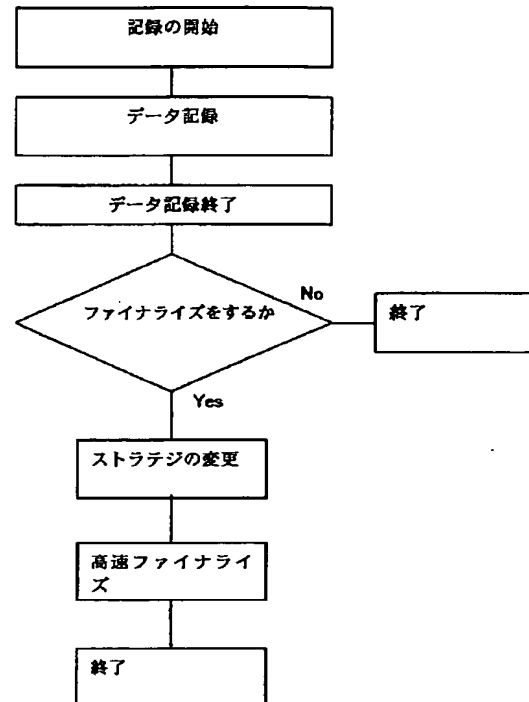 記録の開始
データ記録
データ記録終了
ファイナライズをするか
No
終了
Yes
ストラテジの変更
高速ファイナライ
ズ
終了